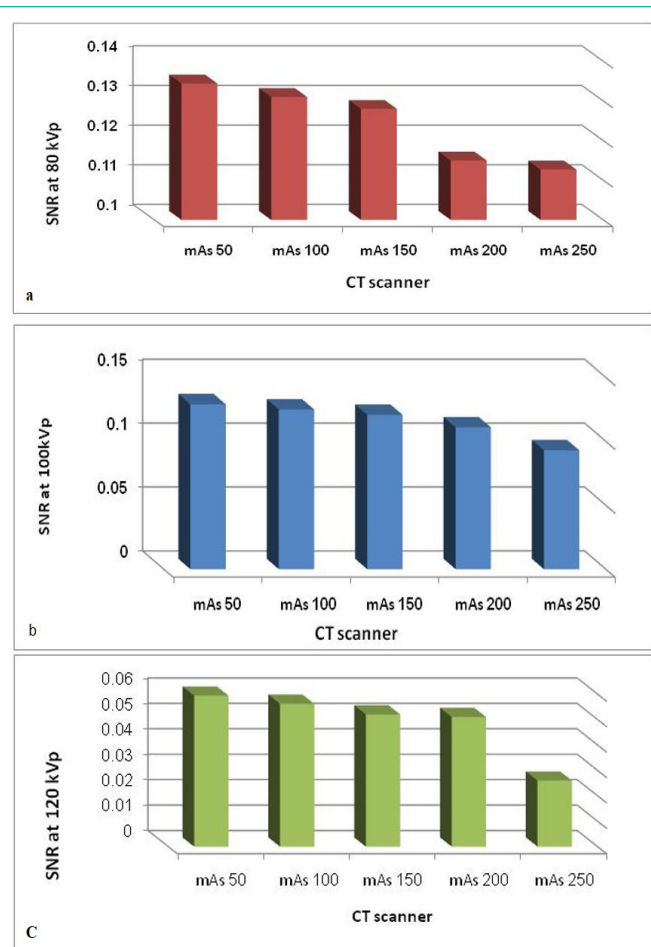 0.14
0.13
0.12
0.11
0.1
SNR at 80 kVp
mAs 50 mAs 100 mAs 150 mAs 200 mAs 250
CT scanner
a
0.15
0.1
0.05
0
SNR at 100kVp
mAs 50 mAs 100 mAs 150 mAs 200 mAs 250
CT scanner
b
0.06
0.05
0.04
0.03
0.02
0.01
0
SNR at 120 kVp
mAs 50 mAs 100 mAs 150 mAs 200 mAs 250
CT scanner
C